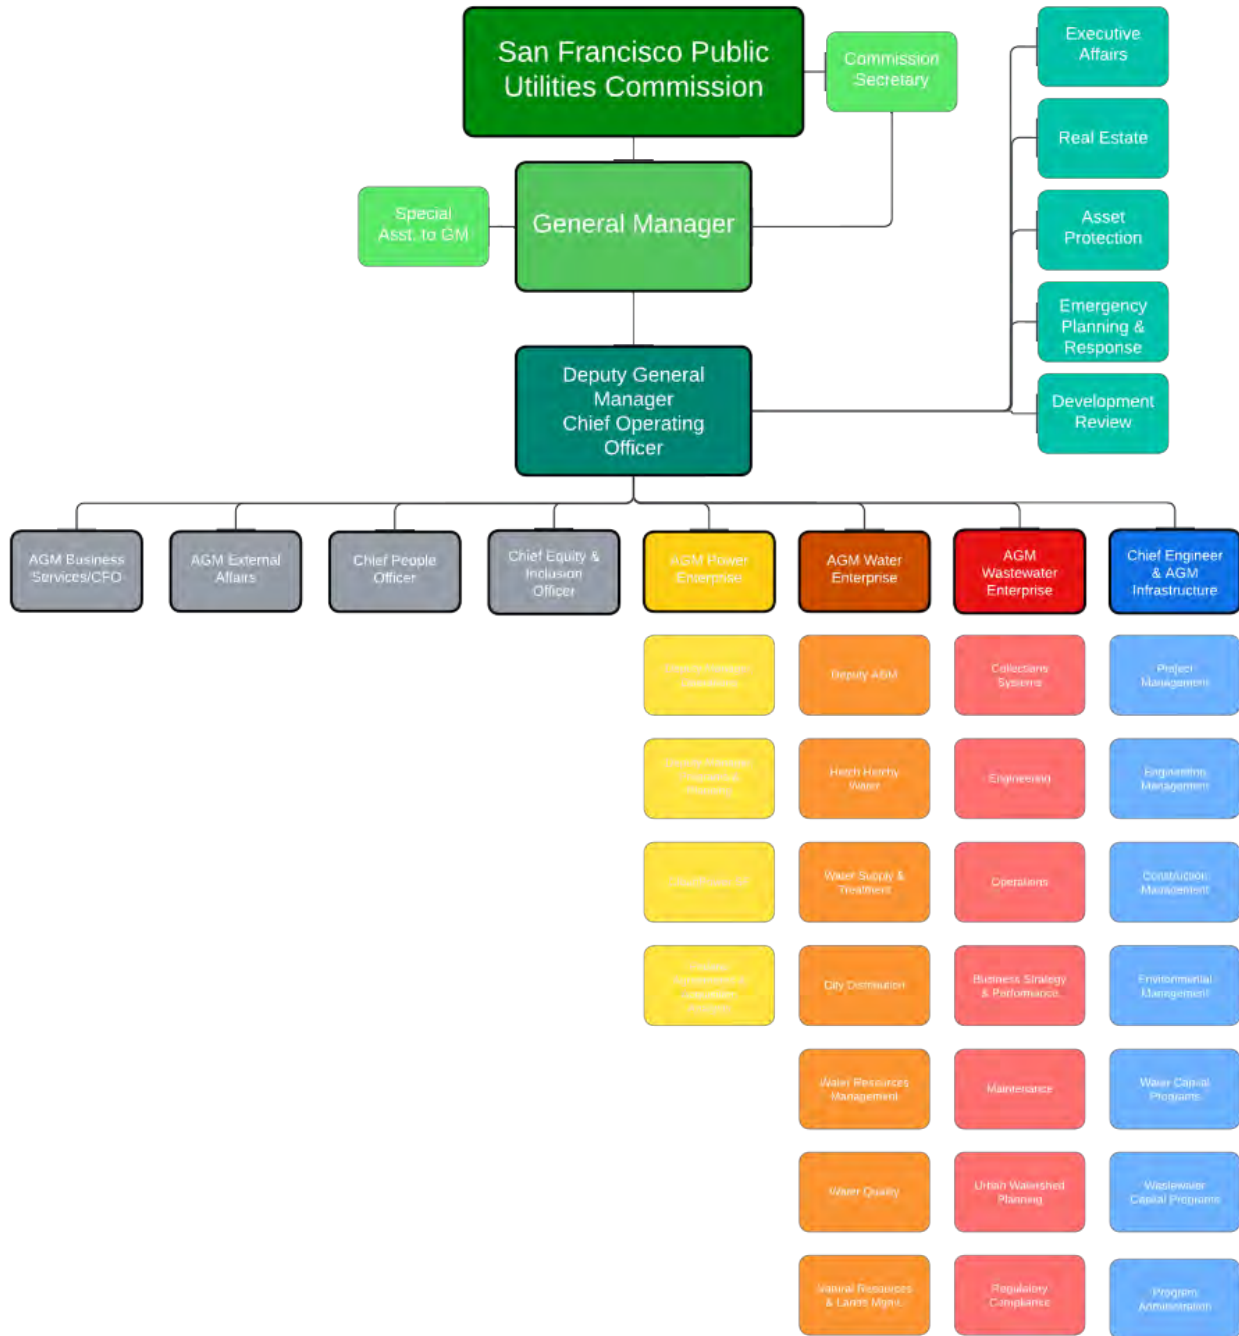 San Francisco Public
Utilities Commission
Commission
Secretary
Executive
Affairs
Real Estate
Special
Asst. to GM
General Manager
Asset
Protection
Emergency
Planning &
Response
Deputy General
Manager
Chief Operating
Officer
Development
Review
AGM Business
Services/CFO
AGM External
Affairs
Chief People
Officer
Chief Equity &
Inclusion
Officer
AGM Power
Enterprise
AGM Water
Enterprise
AGM
Wastewater
Enterprise
Chief Engineer
& AGM
Infrastructure
Deputy AGM
Collections
Systems
Project
Management
Hetch Hetchy
Water
Engineering
Engineering
Management
Water Supply &
Treatment
Operations
Construction
Management
City Distribution
Business Strategy
& Performance
Environmental
Management
Water Resources
Management
Maintenance
Water Capital
Programs
Water Quality
Urban Watershed
Planning
Wastewater
Capital Programs
Natural Resources
& Lands Mgmt.
Regulatory
Compliance
Program
Administration